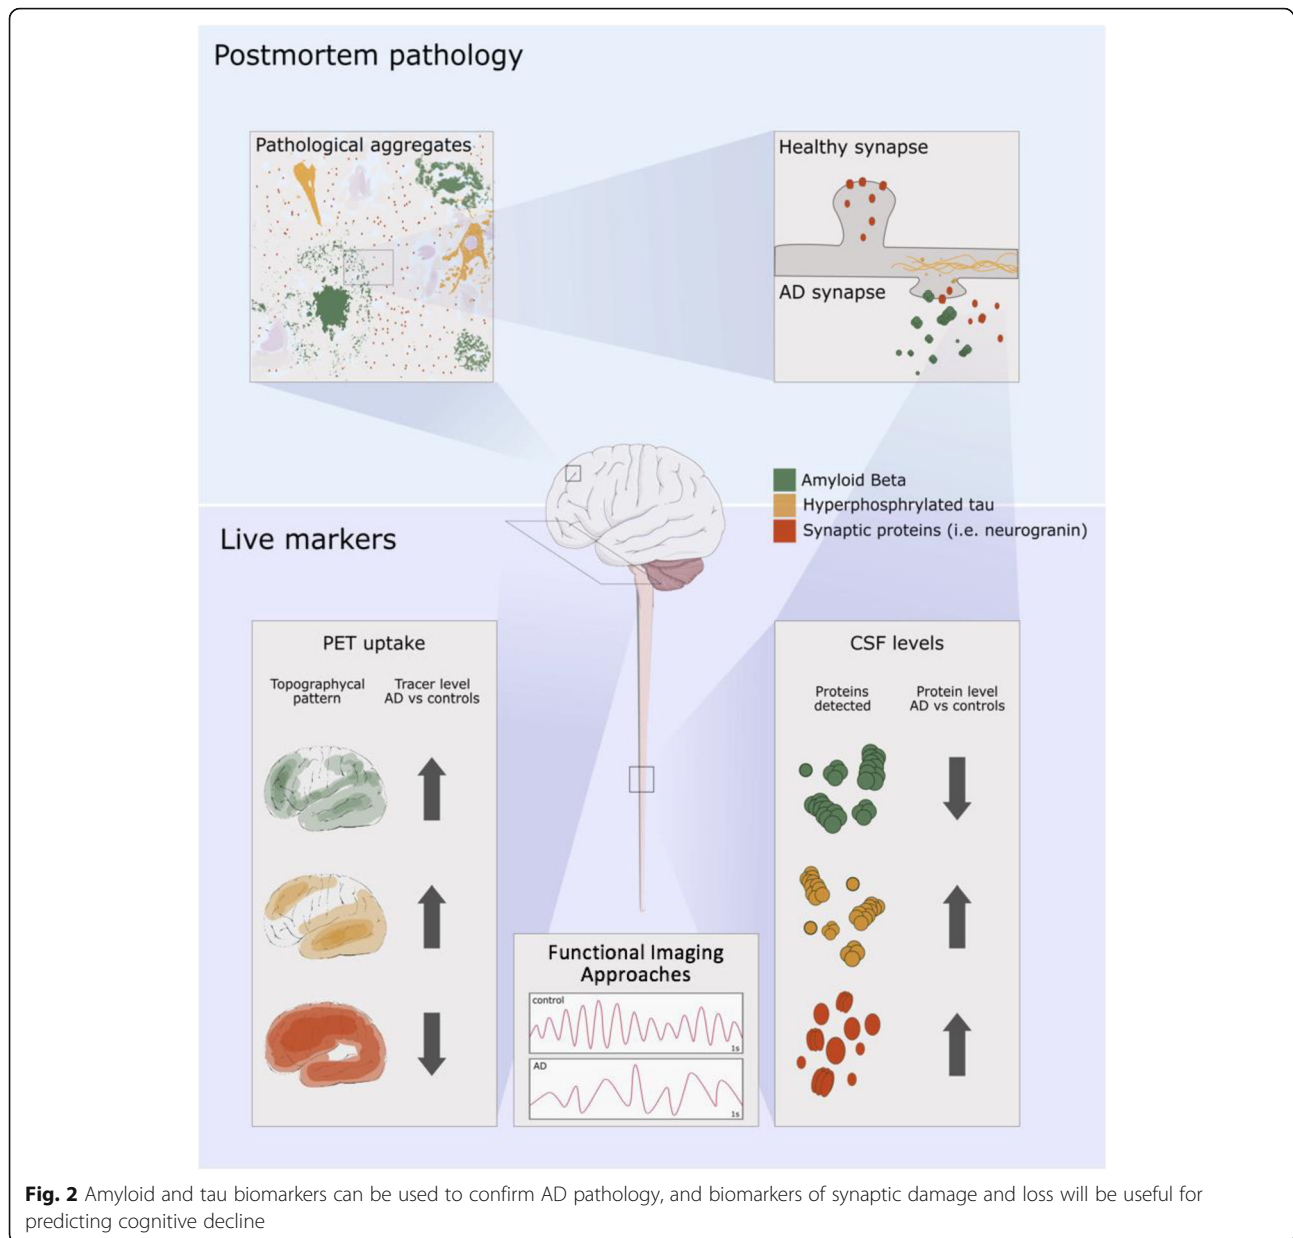 Postmortem pathology
Pathological aggregates
Healthy synapse
AD synapse
Amyloid Beta
Hyperphosphrylated tau
Synaptic proteins (i.e. neurogranin)
Live markers
PET uptake
Topographycal
pattern
Tracer level
AD vs controls
CSF levels
Proteins
detected
Protein level
AD vs controls
Functional Imaging
Approaches
control
1s
AD
1s
Fig. 2 Amyloid and tau biomarkers can be used to confirm AD pathology, and biomarkers of synaptic damage and loss will be useful for
predicting cognitive decline